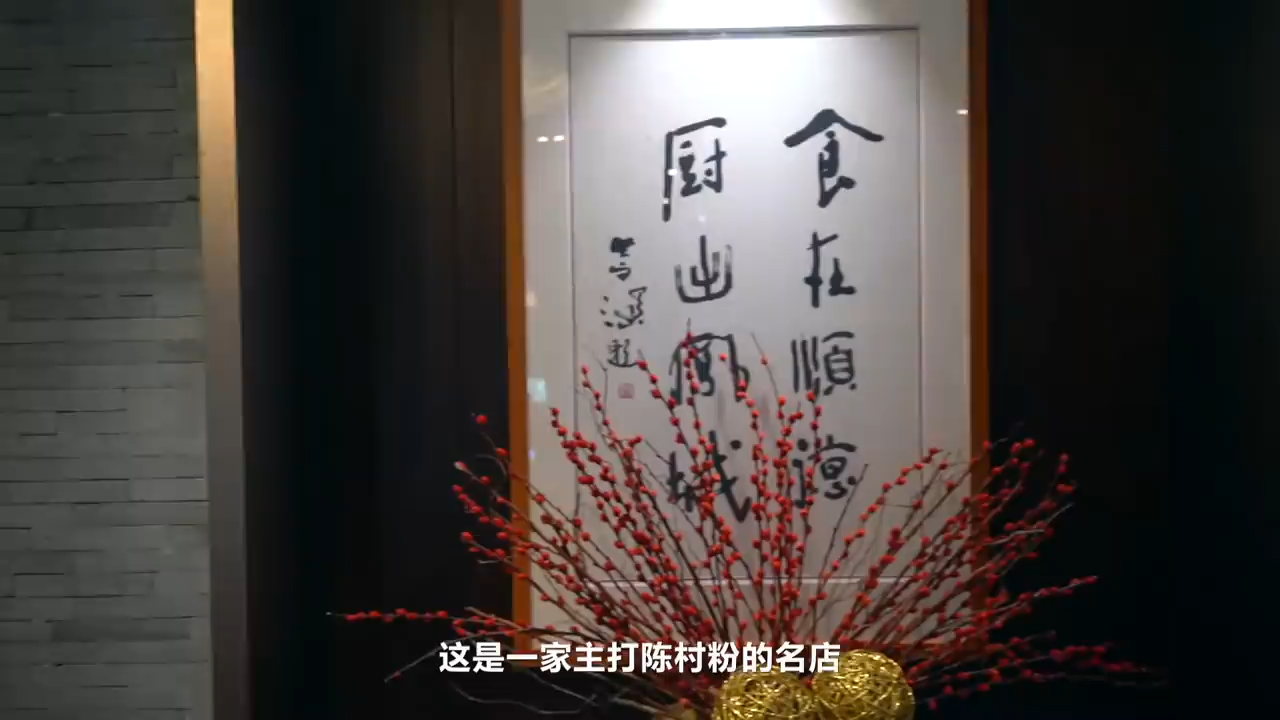 食在順德
厨出鳳城
这是一家主打陈村粉的名店